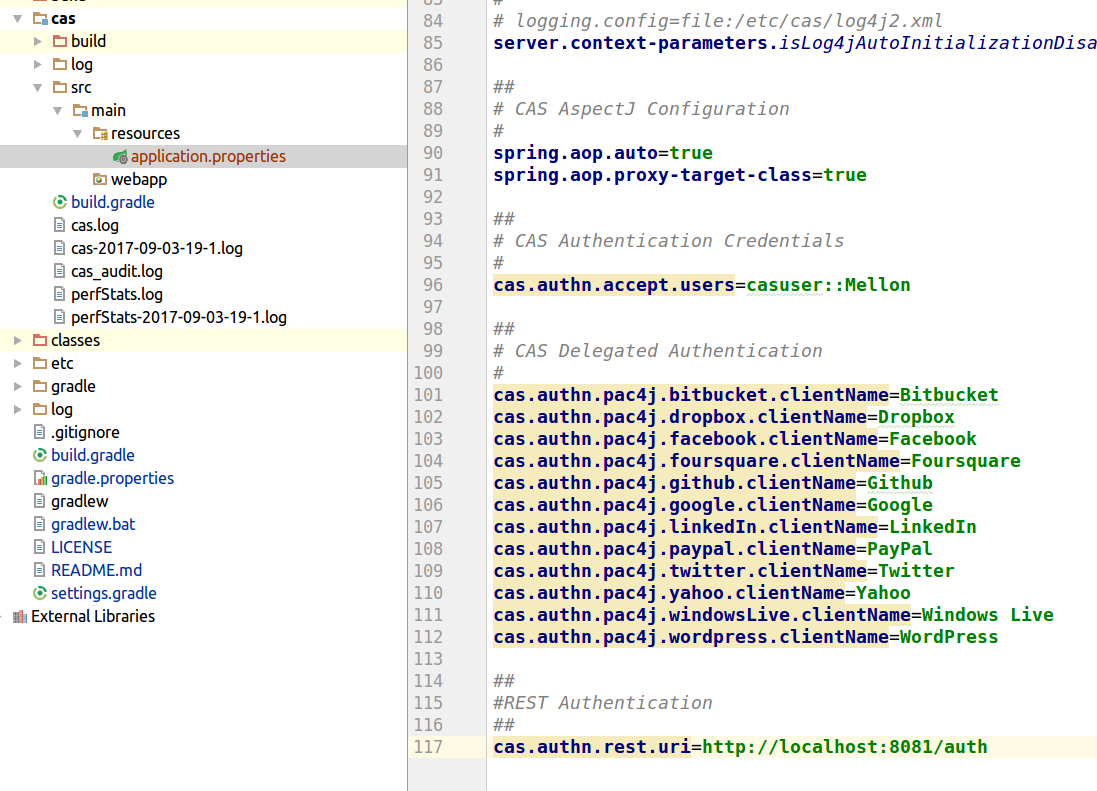 cas
build
log
src
main
resources
application.properties
webapp
build.gradle
cas.log
cas-2017-09-03-19-1.log
cas_audit.log
perfStats.log
perfStats-2017-09-03-19-1.log
classes
etc
gradle
log
.gitignore
build.gradle
gradle.properties
gradlew
gradlew.bat
LICENSE
README.md
settings.gradle
External Libraries
84 # logging.config=file:/etc/cas/log4j2.xml
85 server.context-parameters.isLog4jAutoInitializationDisa
86
87 ##
88 # CAS AspectJ Configuration
89 #
90 spring.aop.auto=true
91 spring.aop.proxy-target-class=true
92
93 ##
94 # CAS Authentication Credentials
95 #
96 cas.authn.accept.users=casuser::Mellon
97
98 ##
99 # CAS Delegated Authentication
100 #
101 cas.authn.pac4j.bitbucket.clientName=Bitbucket
102 cas.authn.pac4j.dropbox.clientName=Dropbox
103 cas.authn.pac4j.facebook.clientName=Facebook
104 cas.authn.pac4j.foursquare.clientName=Foursquare
105 cas.authn.pac4j.github.clientName=Github
106 cas.authn.pac4j.google.clientName=Google
107 cas.authn.pac4j.linkedIn.clientName=LinkedIn
108 cas.authn.pac4j.paypal.clientName=PayPal
109 cas.authn.pac4j.twitter.clientName=Twitter
110 cas.authn.pac4j.yahoo.clientName=Yahoo
111 cas.authn.pac4j.windowsLive.clientName=Windows Live
112 cas.authn.pac4j.wordpress.clientName=WordPress
113
114 ##
115 #REST Authentication
116 ##
117 cas.authn.rest.uri=http://localhost:8081/auth